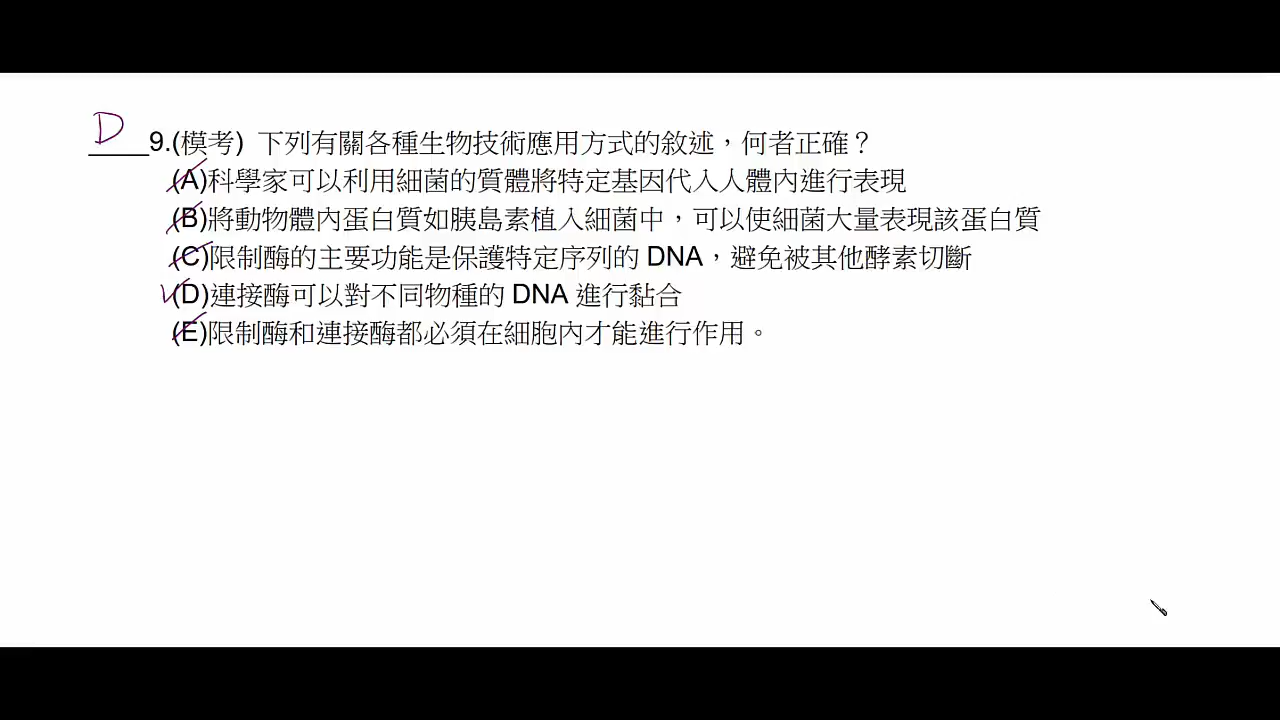 D
9.(模考) 下列有關各種生物技術應用方式的敘述，何者正確？
(A)科學家可以利用細菌的質體將特定基因代入人體內進行表現
(B)將動物體內蛋白質如胰島素植入細菌中，可以使細菌大量表現該蛋白質
(C)限制酶的主要功能是保護特定序列的 DNA，避免被其他酵素切斷
(D)連接酶可以對不同物種的 DNA 進行黏合
(E)限制酶和連接酶都必須在細胞內才能進行作用。